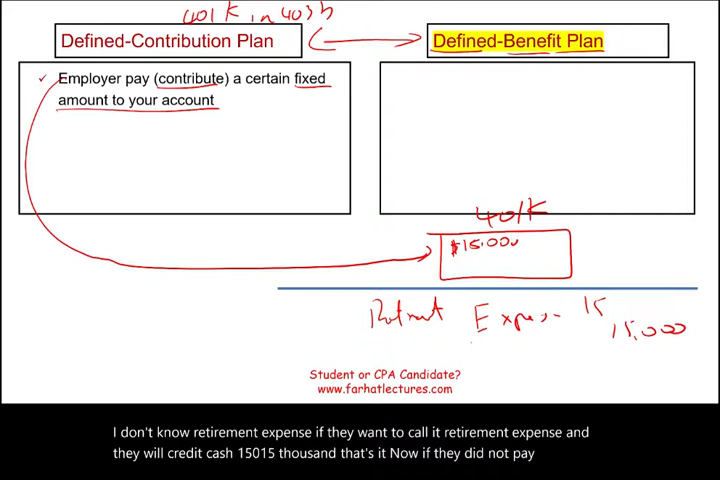 401K in 403b
Defined-Contribution Plan
Defined-Benefit Plan
Employer pay (contribute) a certain fixed
amount to your account
401K
$15.000
Expense 15
15.000
Student or CPA Candidate?
www.farhatlectures.com
I don't know retirement expense if they want to call it retirement expense and
they will credit cash 15015 thousand that's it Now if they did not pay